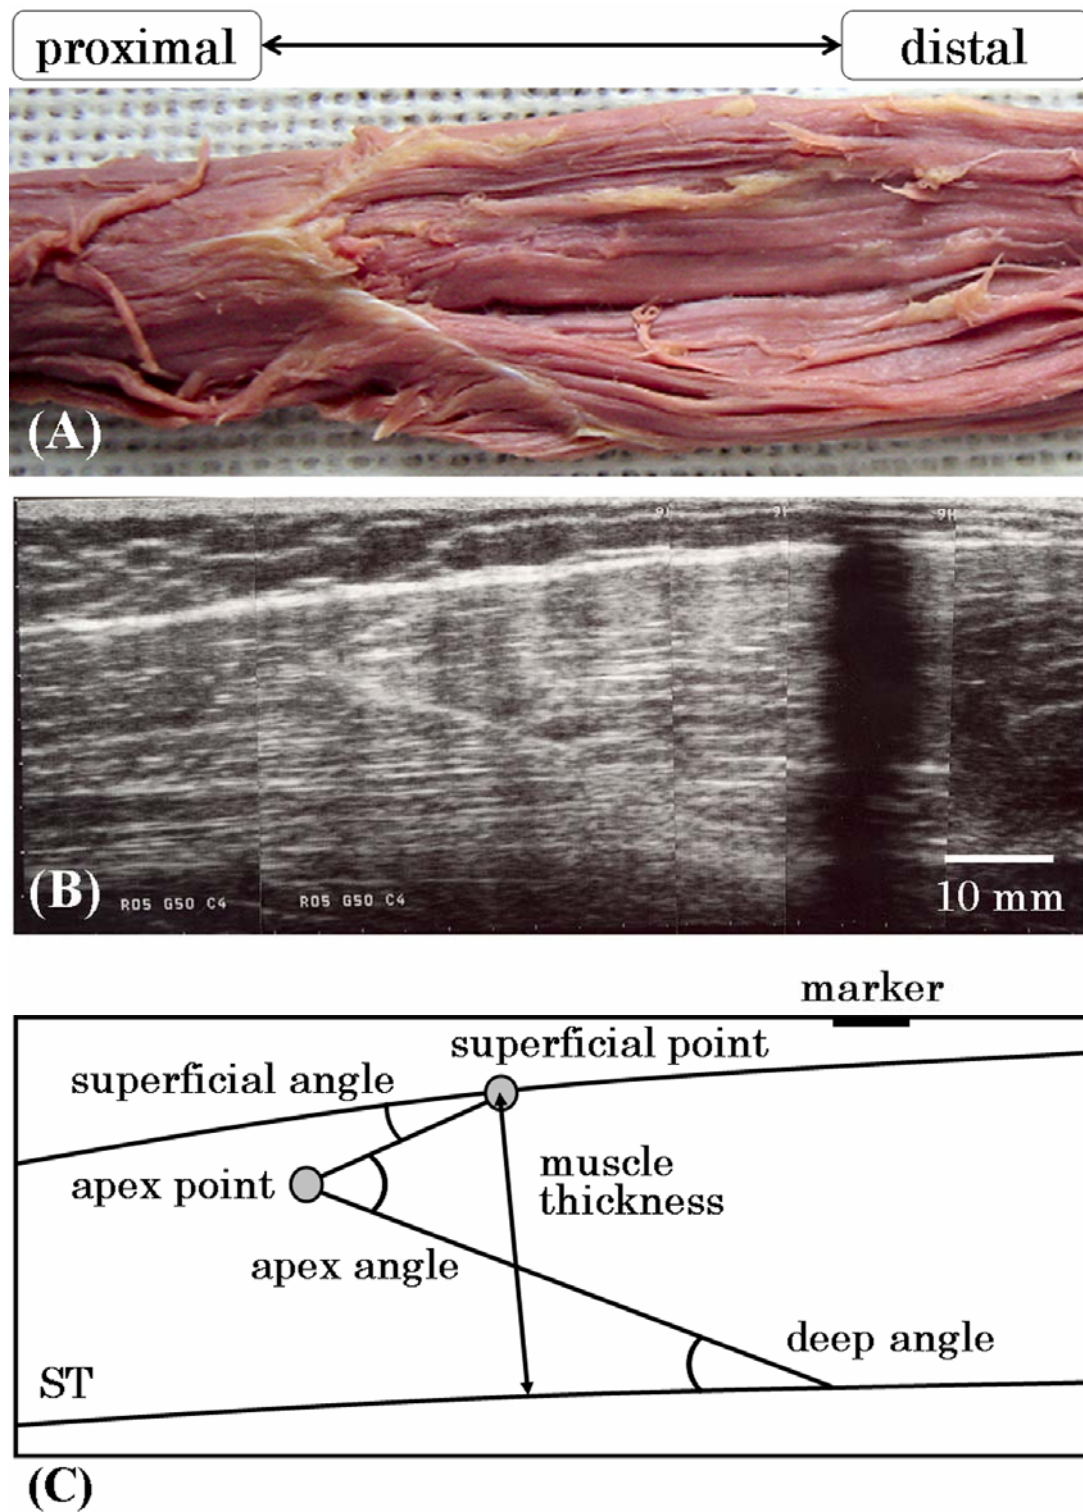 proximal
distal
(A)
(B)
R05 G50 C4
R05 G50 C4
10 mm
marker
superficial point
superficial angle
muscle
thickness
apex point
apex angle
deep angle
ST
(C)